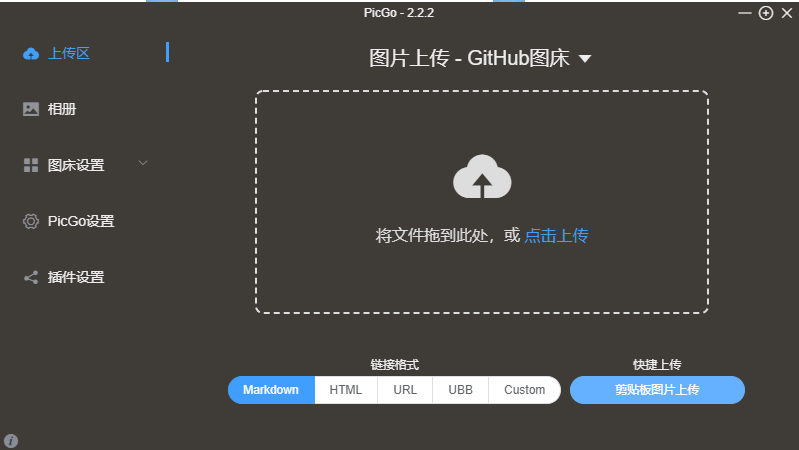 PicGo - 2.2.2
上传区
相册
图床设置
PicGo设置
插件设置
图片上传 - GitHub图床
将文件拖到此处，或 点击上传
链接格式
Markdown HTML URL UBB Custom
快捷上传
剪贴板图片上传